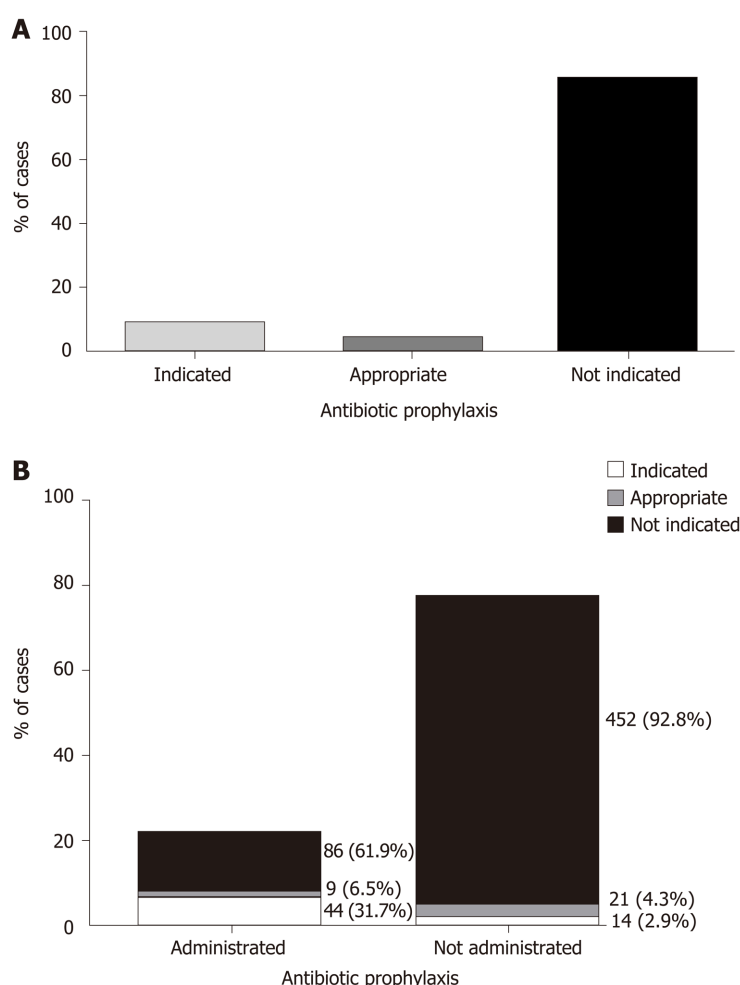 A
100
80
60
40
20
0
% of cases
Indicated
Appropriate
Not indicated
Antibiotic prophylaxis
B
Indicated
Appropriate
Not indicated
100
80
60
40
20
0
% of cases
452 (92.8%)
86 (61.9%)
9 (6.5%)
44 (31.7%)
21 (4.3%)
14 (2.9%)
Administrated
Not administrated
Antibiotic prophylaxis